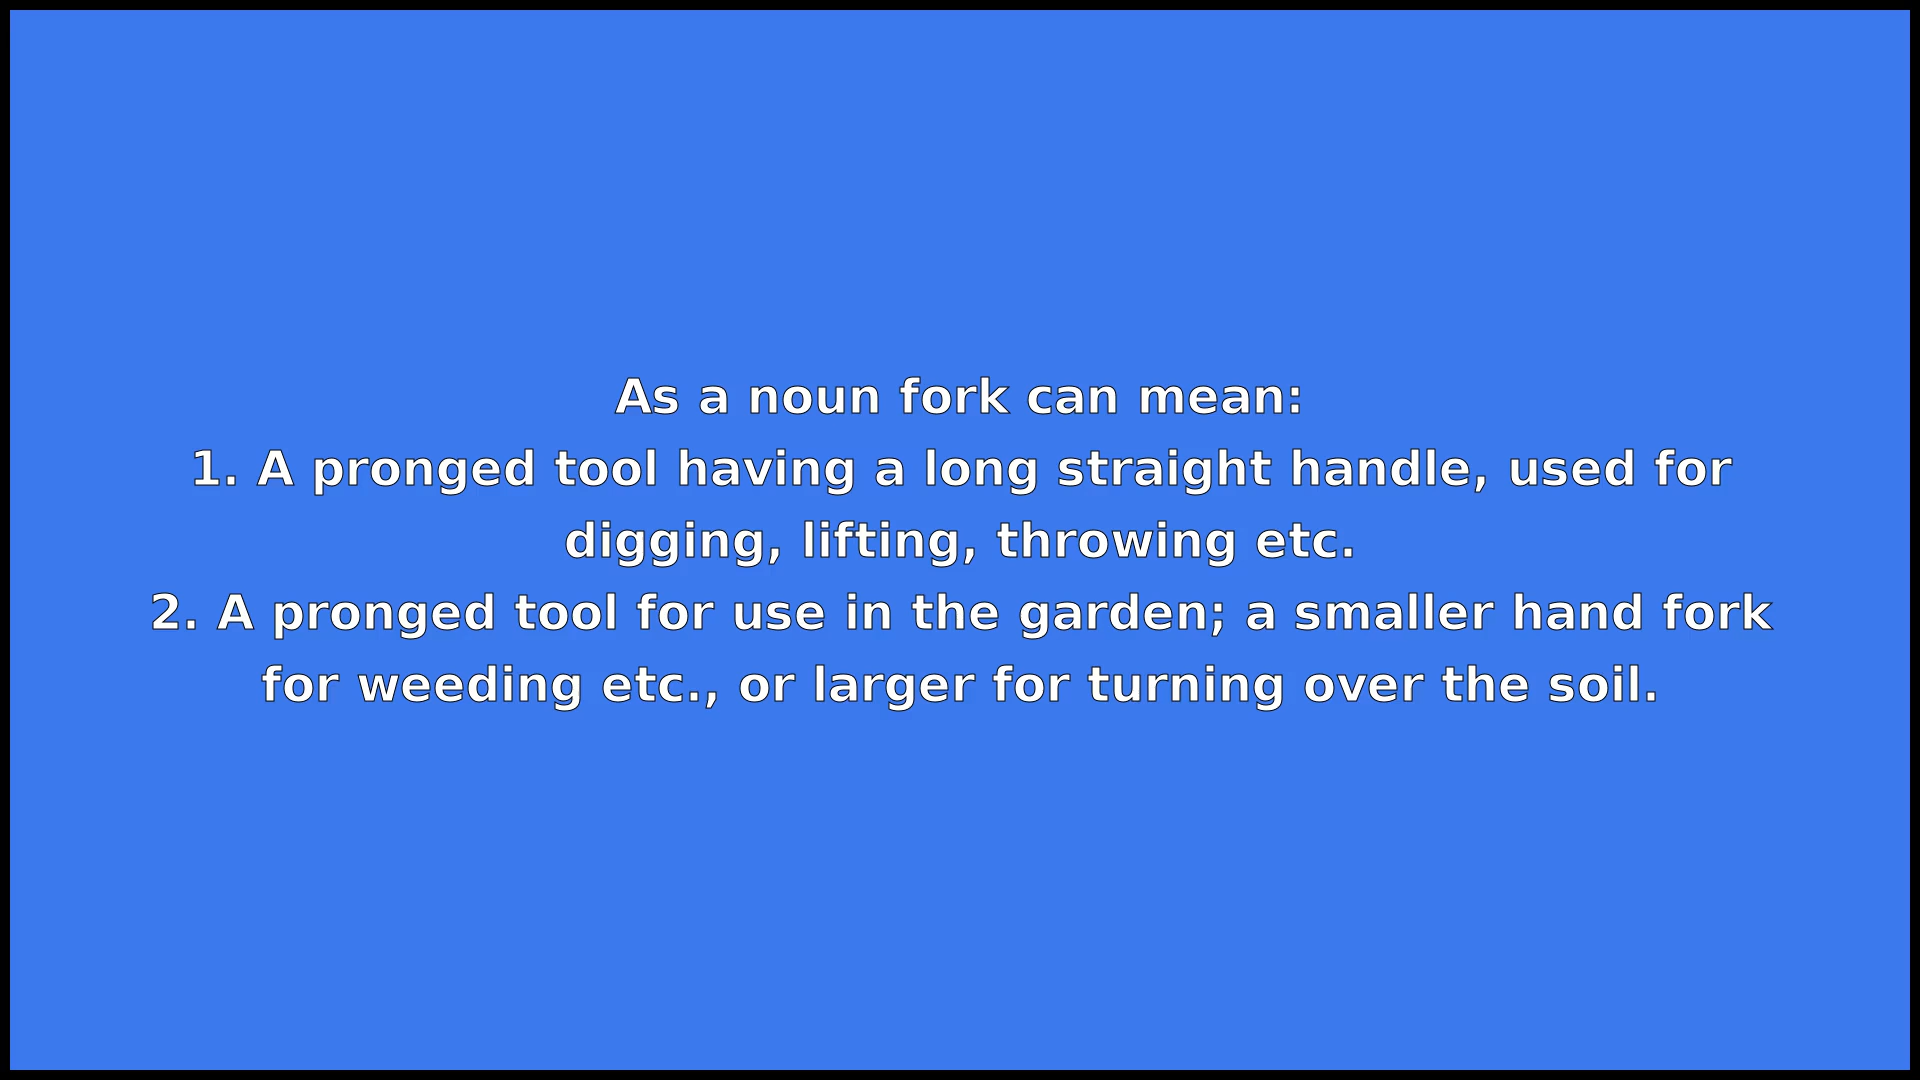 As a noun fork can mean:
1. A pronged tool having a long straight handle, used for
digging, lifting, throwing etc.
2. A pronged tool for use in the garden; a smaller hand fork
for weeding etc., or larger for turning over the soil.